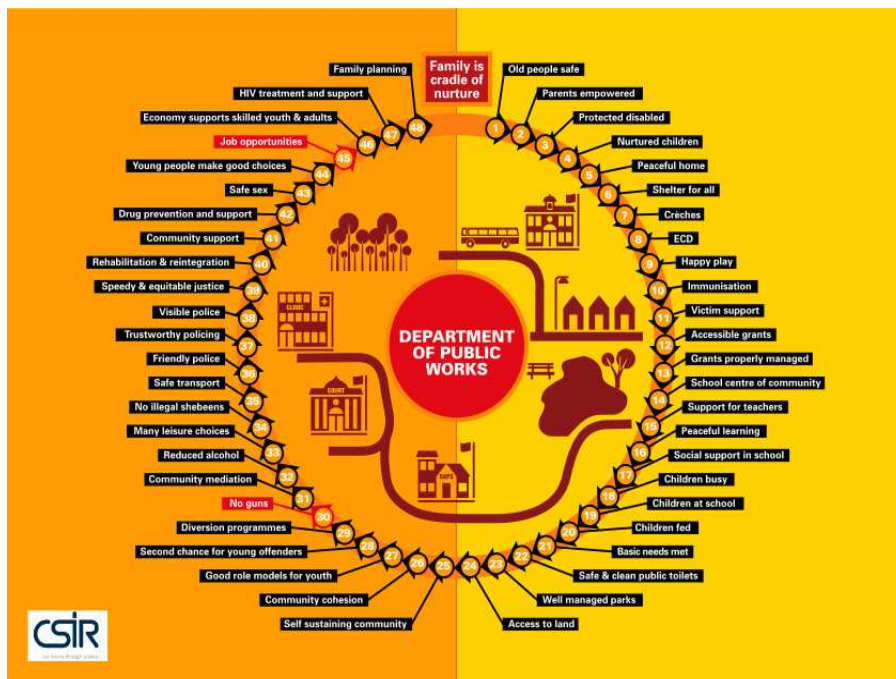 Family is
cradle of
nurture
1
Old people safe
2
Parents empowered
3
Protected disabled
4
Nurtured children
5
Peaceful home
6
Shelter for all
7
Crèches
8
ECD
9
Happy play
10
Immunisation
11
Victim support
12
Accessible grants
13
Grants properly managed
14
School centre of community
15
Support for teachers
16
Peaceful learning
17
Social support in school
18
Children busy
19
Children at school
20
Children fed
21
Basic needs met
22
Safe & clean public toilets
23
Well managed parks
24
Access to land
25
Self sustaining community
26
Community cohesion
27
Good role models for youth
28
Second chance for young offenders
29
Diversion programmes
30
No guns
31
Community mediation
32
Reduced alcohol
33
Many leisure choices
34
No illegal shebeens
35
Safe transport
36
Friendly police
37
Trustworthy policing
38
Visible police
39
Speedy & equitable justice
40
Rehabilitation & reintegration
41
Community support
42
Drug prevention and support
43
Safe sex
44
Young people make good choices
45
Job opportunities
46
Economy supports skilled youth & adults
47
HIV treatment and support
48
Family planning
DEPARTMENT
OF PUBLIC
WORKS
CLINIC
COURT
SAPS
CSIR
our future through science